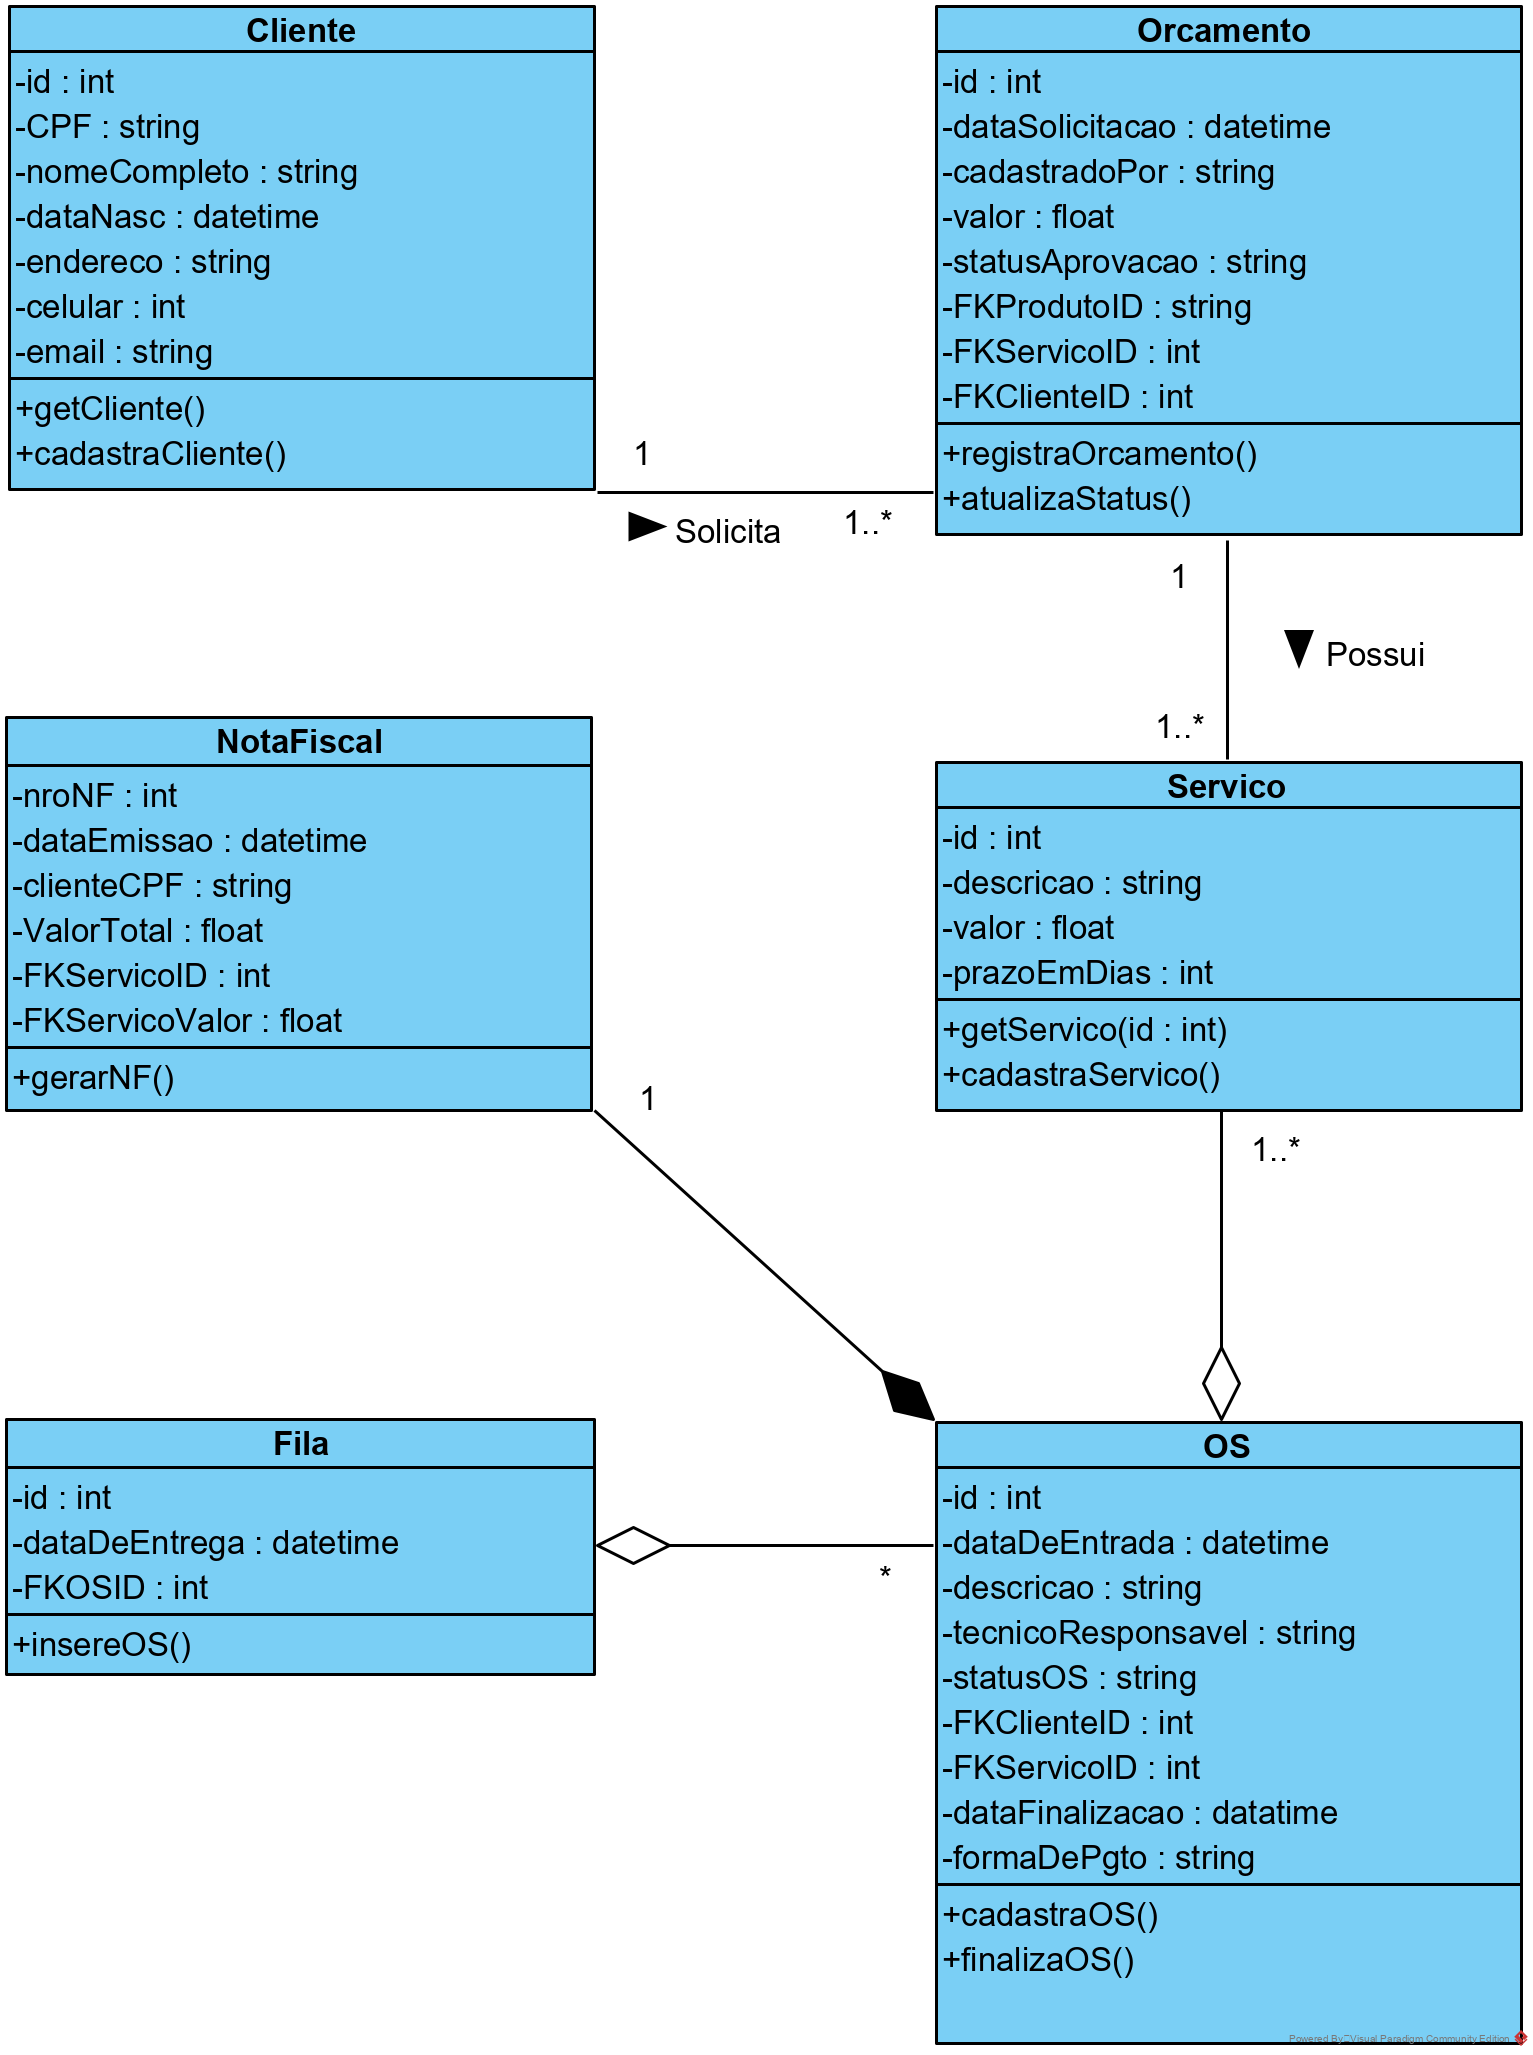 Cliente
-id : int
-CPF : string
-nomeCompleto : string
-dataNasc : datetime
-endereco : string
-celular : int
-email : string
+getCliente()
+cadastraCliente()
Orcamento
-id : int
-dataSolicitacao : datetime
-cadastradoPor : string
-valor : float
-statusAprovacao : string
-FKProdutoID : string
-FKServicoID : int
-FKClienteID : int
+registraOrcamento()
+atualizaStatus()
1
Solicita
1..*
1
Possui
1..*
NotaFiscal
-nroNF : int
-dataEmissao : datetime
-clienteCPF : string
-ValorTotal : float
-FKServicoID : int
-FKServicoValor : float
+gerarNF()
Servico
-id : int
-descricao : string
-valor : float
-prazoEmDias : int
+getServico(id : int)
+cadastraServico()
1
1..*
Fila
-id : int
-dataDeEntrega : datetime
-FKOSID : int
+insereOS()
*
OS
-id : int
-dataDeEntrada : datetime
-descricao : string
-tecnicoResponsavel : string
-statusOS : string
-FKClienteID : int
-FKServicoID : int
-dataFinalizacao : datatime
-formaDePgto : string
+cadastraOS()
+finalizaOS()
Powered By Visual Paradigm Community Edition